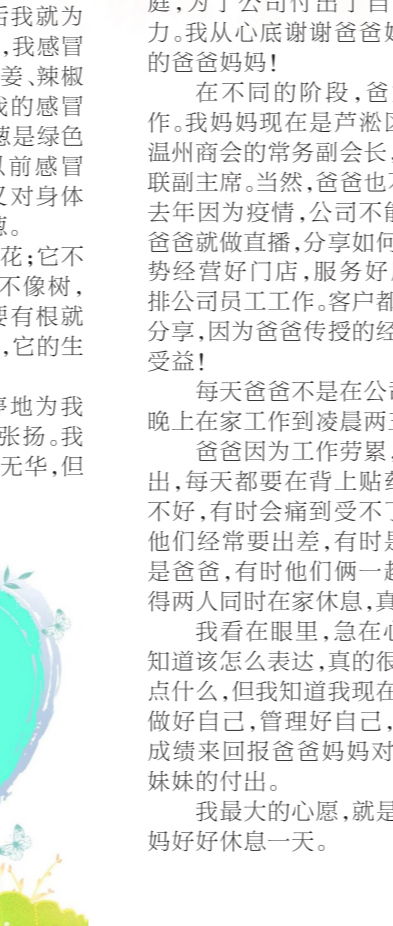 后我就为
,我感冒
姜、辣椒
我的感冒
葱是绿色
以前感冒
又对身体
葱。
花;它不
不像树,
要有根就
,它的生
停地为我
张扬。我
无华,但
庭,为了公司付出了自
力。我从心底谢谢爸爸妈
的爸爸妈妈!
在不同的阶段,爸
作。我妈妈现在是芦淞区
温州商会的常务副会长,
联副主席。当然,爸爸也不
去年因为疫情,公司不能
爸爸就做直播,分享如何
势经营好门店,服务好
排公司员工工作。客户都
分享,因为爸爸传授的经
受益!
每天爸爸不是在公司
晚上在家工作到凌晨两三
爸爸因为工作劳累,
出,每天都要在背上贴药
不好,有时会痛到受不了
他们经常要出差,有时是
是爸爸,有时他们俩一起
得两人同时在家休息,真
我看在眼里,急在心
知道该怎么表达,真的很
点什么,但我知道我现在
做好自己,管理好自己,
成绩来回报爸爸妈妈对
妹妹的付出。
我最大的心愿,就是
妈好好休息一天。